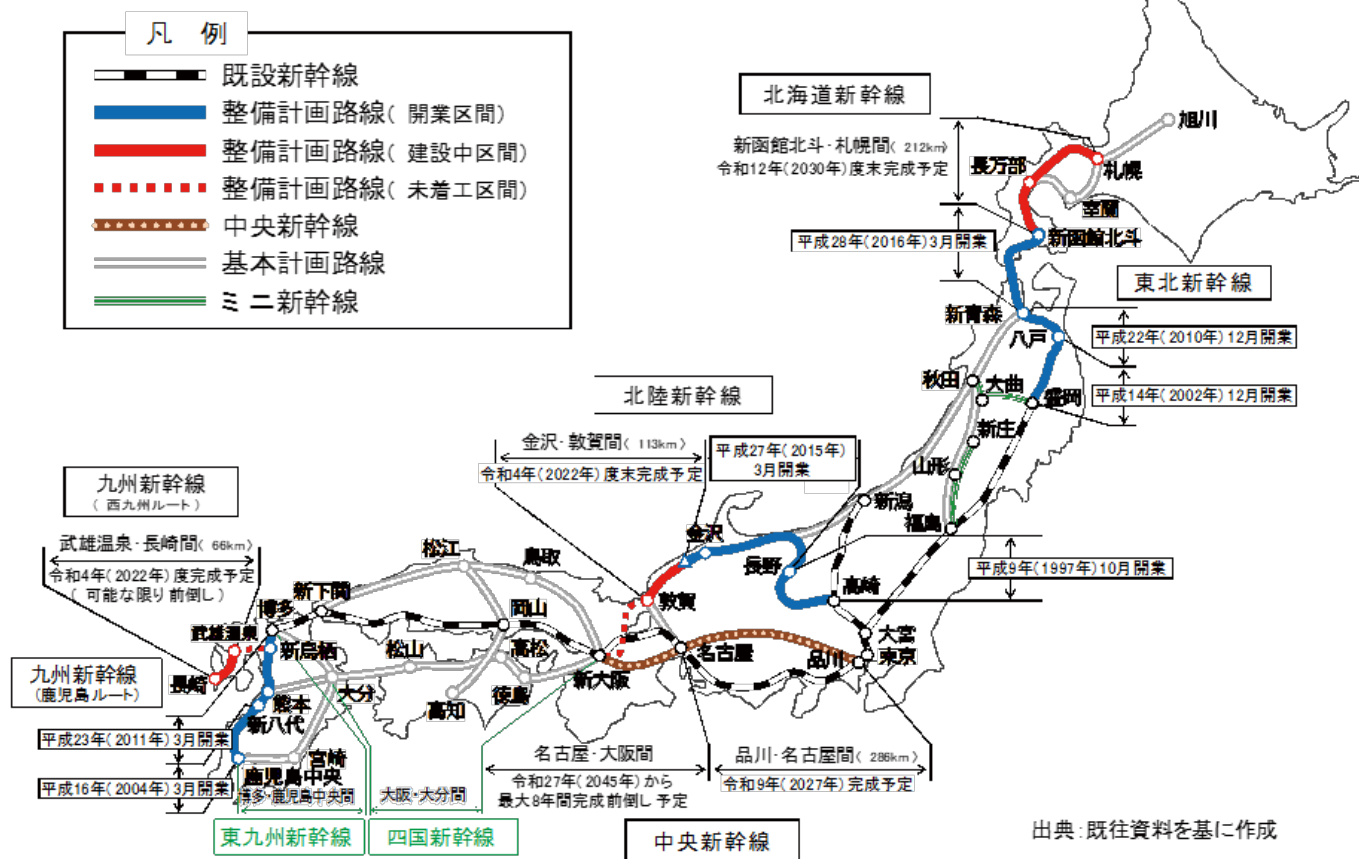 凡 例
既設新幹線
整備計画路線( 開業区間)
整備計画路線( 建設中区間)
整備計画路線( 未着工区間)
中央新幹線
基本計画路線
ミニ新幹線
北海道新幹線
新函館北斗・札幌間( 212km)
令和12年(2030年)度末完成予定
旭川
札幌
長万部
室蘭
新函館北斗
平成28年(2016年)3月開業
東北新幹線
新青森
八戸
平成22年(2010年)12月開業
秋田
大曲
盛岡
平成14年(2002年)12月開業
新庄
山形
福島
北陸新幹線
金沢・敦賀間( 113km)
令和4年(2022年)度末完成予定
平成27年(2015年)
3月開業
新潟
金沢
長野
高崎
平成9年(1997年)10月開業
敦賀
大宮
東京
品川
名古屋
新大阪
九州新幹線
( 西九州ルート)
武雄温泉・長崎間( 66km)
令和4年(2022年)度完成予定
( 可能な限り前倒し)
松江
鳥取
新下関
博多
岡山
武雄温泉
新鳥栖
松山
高松
九州新幹線
(鹿児島ルート)
長崎
熊本
大分
高知
徳島
新八代
平成23年(2011年)3月開業
宮崎
鹿児島中央
平成16年(2004年)3月開業
博多・鹿児島中央間
大阪・大分間
東九州新幹線
四国新幹線
名古屋・大阪間
令和27年(2045年)から
最大8年間完成前倒し予定
品川・名古屋間( 286km)
令和9年(2027年)完成予定
中央新幹線
出典:既往資料を基に作成